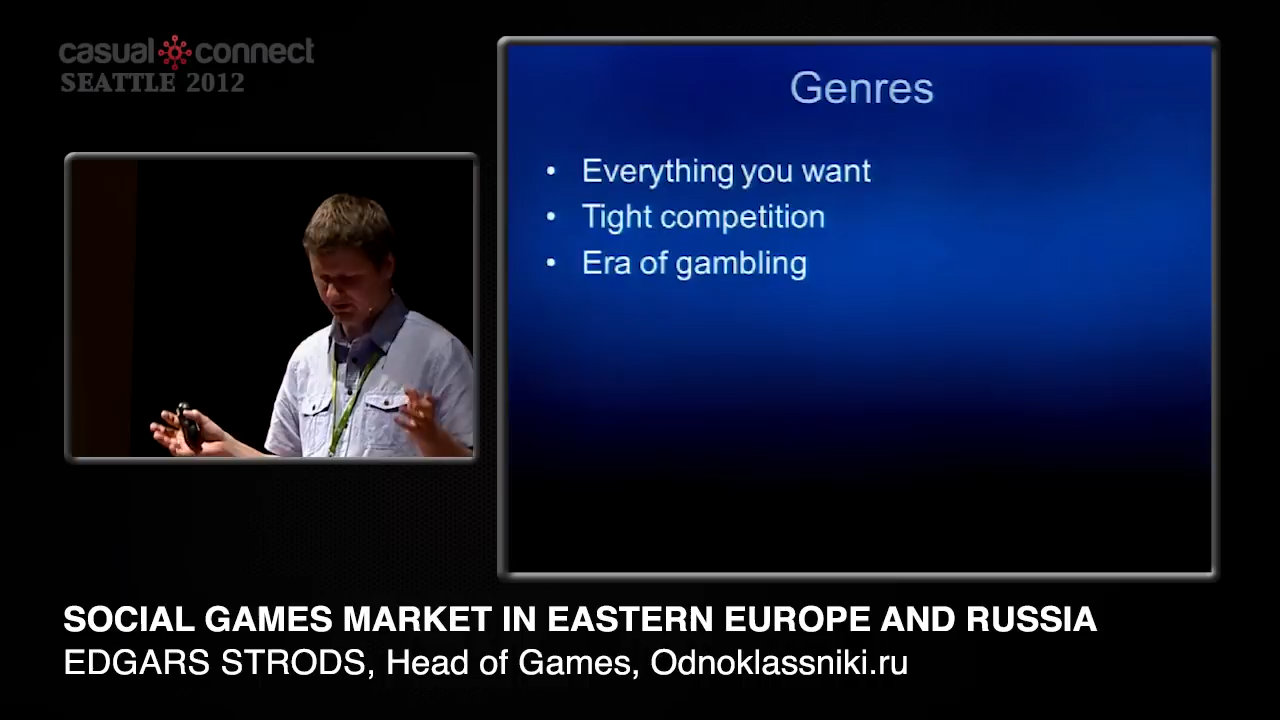 casual connect
SEATTLE 2012
Genres
• Everything you want
• Tight competition
• Era of gambling
SOCIAL GAMES MARKET IN EASTERN EUROPE AND RUSSIA
EDGARS STRODS, Head of Games, Odnoklassniki.ru